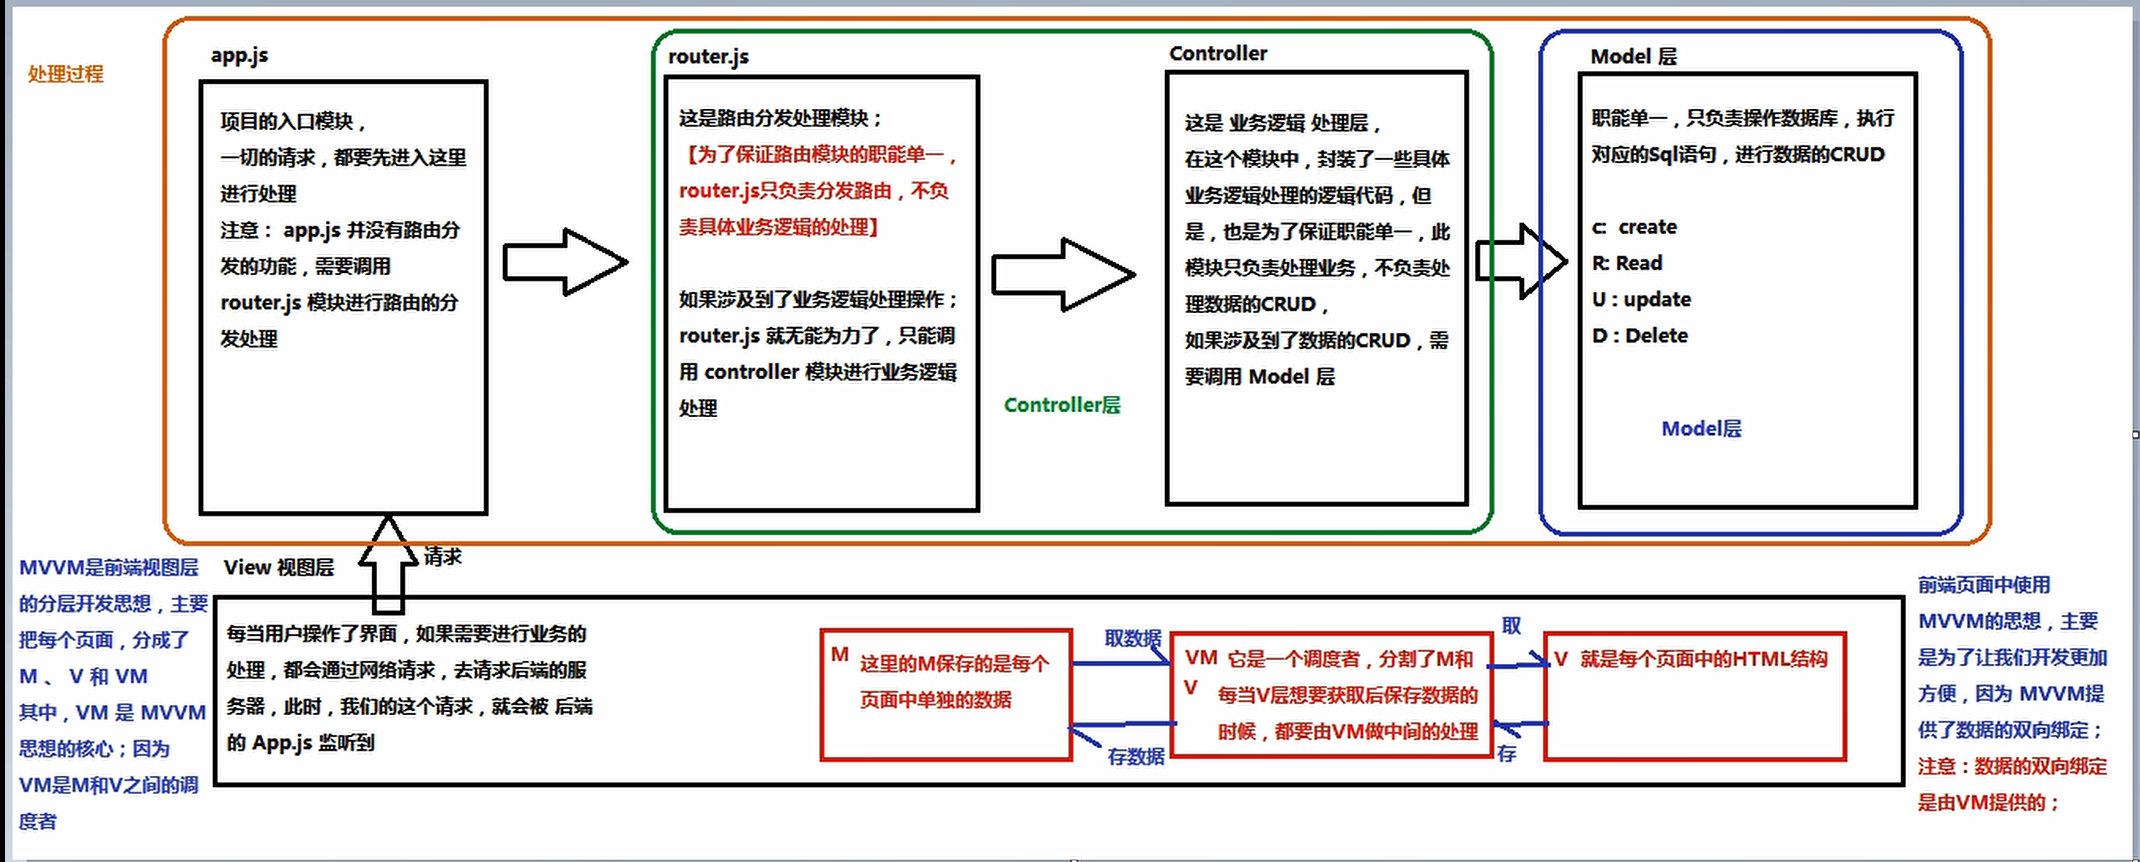 处理过程
app.js
项目的入口模块，
一切的请求，都要先进入这里
进行处理
注意： app.js 并没有路由分
发的功能，需要调用
router.js 模块进行路由的分
发处理
router.js
这是路由分发处理模块；
【为了保证路由模块的职能单一，
router.js只负责分发路由，不负
责具体业务逻辑的处理】
如果涉及到了业务逻辑处理操作；
router.js 就无能为力了，只能调
用 controller 模块进行业务逻辑
处理
Controller层
Controller
这是 业务逻辑 处理层，
在这个模块中，封装了一些具体
业务逻辑处理的逻辑代码，但
是，也是为了保证职能单一，此
模块只负责处理业务，不负责处
理数据的CRUD，
如果涉及到了数据的CRUD，需
要调用 Model 层
Model 层
职能单一，只负责操作数据库，执行
对应的Sql语句，进行数据的CRUD
c: create
R: Read
U : update
D : Delete
Model层
MVVM是前端视图层
的分层开发思想，主要
把每个页面，分成了
M 、 V 和 VM
其中，VM 是 MVVM
思想的核心；因为
VM是M和V之间的调
度者
View 视图层
请求
每当用户操作了界面，如果需要进行业务的
处理，都会通过网络请求，去请求后端的服
务器，此时，我们的这个请求，就会被 后端
的 App.js 监听到
M 这里的M保存的是每个
页面中单独的数据
取数据
存数据
VM 它是一个调度者，分割了M和
V 每当V层想要获取后保存数据的
时候，都要由VM做中间的处理
取
存
V 就是每个页面中的HTML结构
前端页面中使用
MVVM的思想，主要
是为了让我们开发更加
方便，因为 MVVM提
供了数据的双向绑定；
注意：数据的双向绑定
是由VM提供的；